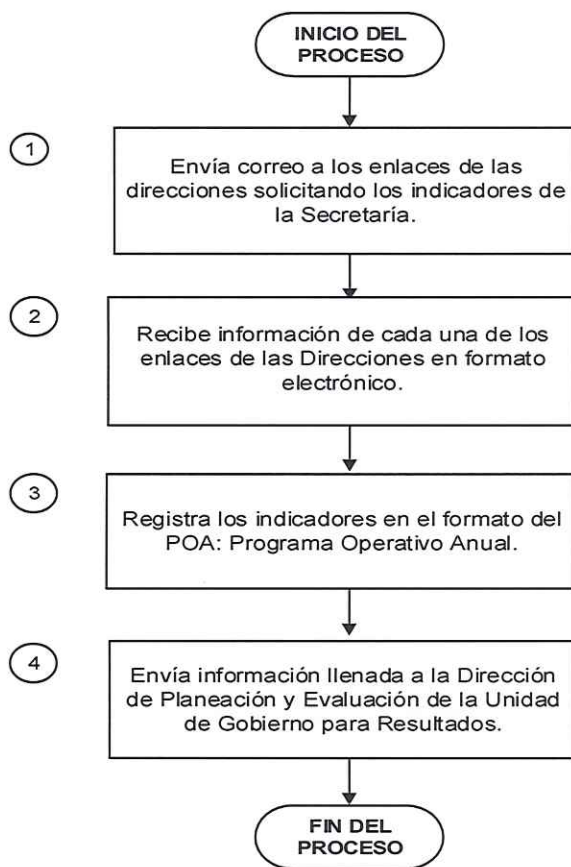 INICIO DEL
PROCESO
1
Envía correo a los enlaces de las
direcciones solicitando los indicadores de
la Secretaría.
2
Recibe información de cada una de los
enlaces de las Direcciones en formato
electrónico.
3
Registra los indicadores en el formato del
POA: Programa Operativo Anual.
4
Envía información llenada a la Dirección
de Planeación y Evaluación de la Unidad
de Gobierno para Resultados.
FIN DEL
PROCESO